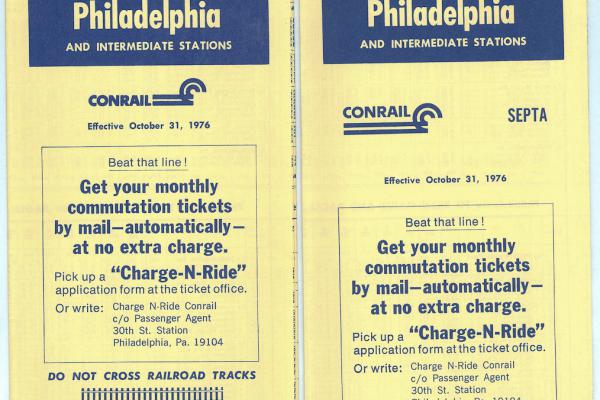 Philadelphia
AND INTERMEDIATE STATIONS
CONRAIL
Effective October 31, 1976
Beat that line!
Get your monthly
commutation tickets
by mail—automatically—
at no extra charge.
Pick up a "Charge-N-Ride"
application form at the ticket office.
Or write: Charge N-Ride Conrail
c/o Passenger Agent
30th St. Station
Philadelphia, Pa. 19104
DO NOT CROSS RAILROAD TRACKS
Philadelphia
AND INTERMEDIATE STATIONS
CONRAIL
SEPTA
Effective October 31, 1976
Beat that line!
Get your monthly
commutation tickets
by mail—automatically—
at no extra charge.
Pick up a "Charge-N-Ride"
application form at the ticket office.
Or write: Charge N-Ride Conrail
c/o Passenger Agent
30th St. Station
Philadelphia, Pa. 19104